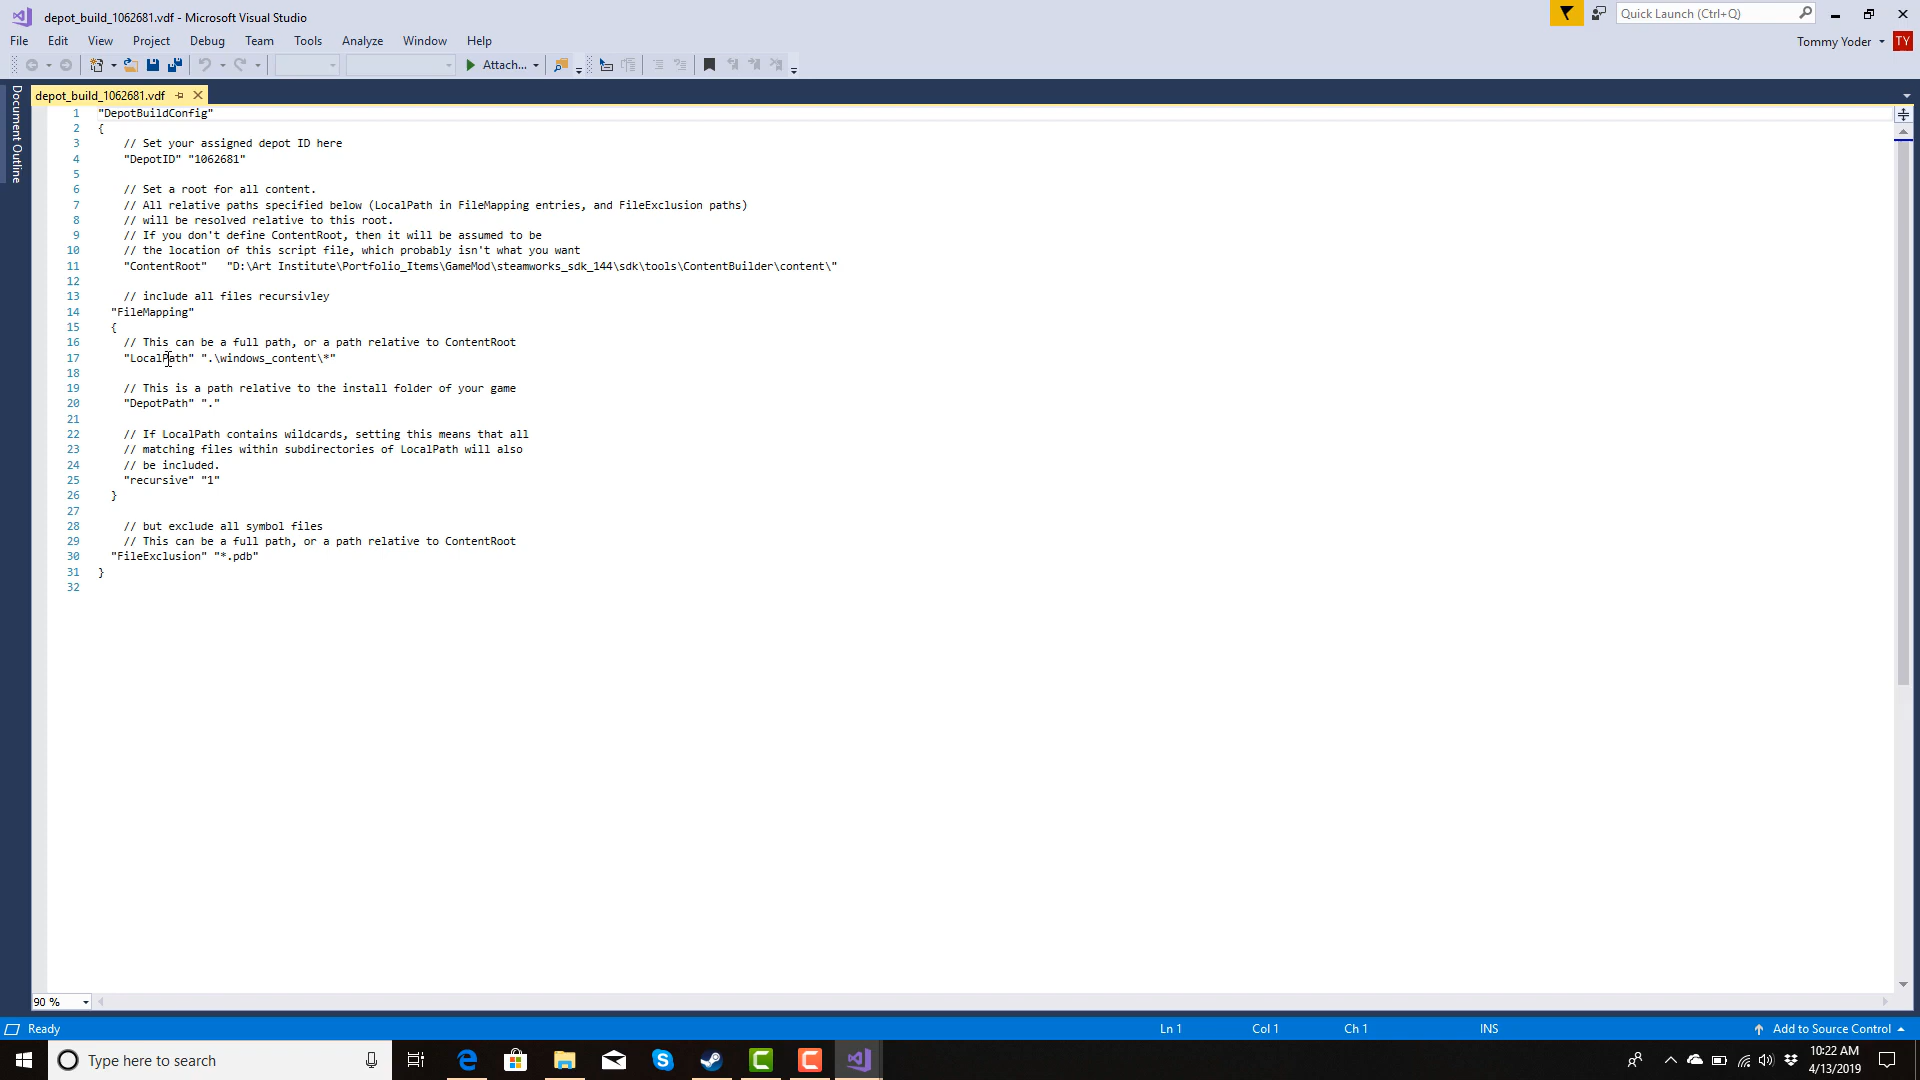 depot_build_1062681.vdf - Microsoft Visual Studio
Quick Launch (Ctrl+Q)
File Edit View Project Debug Team Tools Analyze Window Help
Tommy Yoder TY
Attach...
Document Outline
depot_build_1062681.vdf
1 "DepotBuildConfig"
2 {
3 // Set your assigned depot ID here
4 "DepotID" "1062681"
5
6 // Set a root for all content.
7 // All relative paths specified below (LocalPath in FileMapping entries, and FileExclusion paths)
8 // will be resolved relative to this root.
9 // If you don't define ContentRoot, then it will be assumed to be
10 // the location of this script file, which probably isn't what you want
11 "ContentRoot" "D:\Art Institute\Portfolio_Items\GameMod\steamworks_sdk_144\sdk\tools\ContentBuilder\content\"
12
13 // include all files recursivley
14 "FileMapping"
15 {
16 // This can be a full path, or a path relative to ContentRoot
17 "LocalPath" ".\windows_content\*"
18
19 // This is a path relative to the install folder of your game
20 "DepotPath" "."
21
22 // If LocalPath contains wildcards, setting this means that all
23 // matching files within subdirectories of LocalPath will also
24 // be included.
25 "recursive" "1"
26 }
27
28 // but exclude all symbol files
29 // This can be a full path, or a path relative to ContentRoot
30 "FileExclusion" "*.pdb"
31 }
32
90 %
Ready Ln 1 Col 1 Ch 1 INS Add to Source Control
Type here to search
10:22 AM
4/13/2019